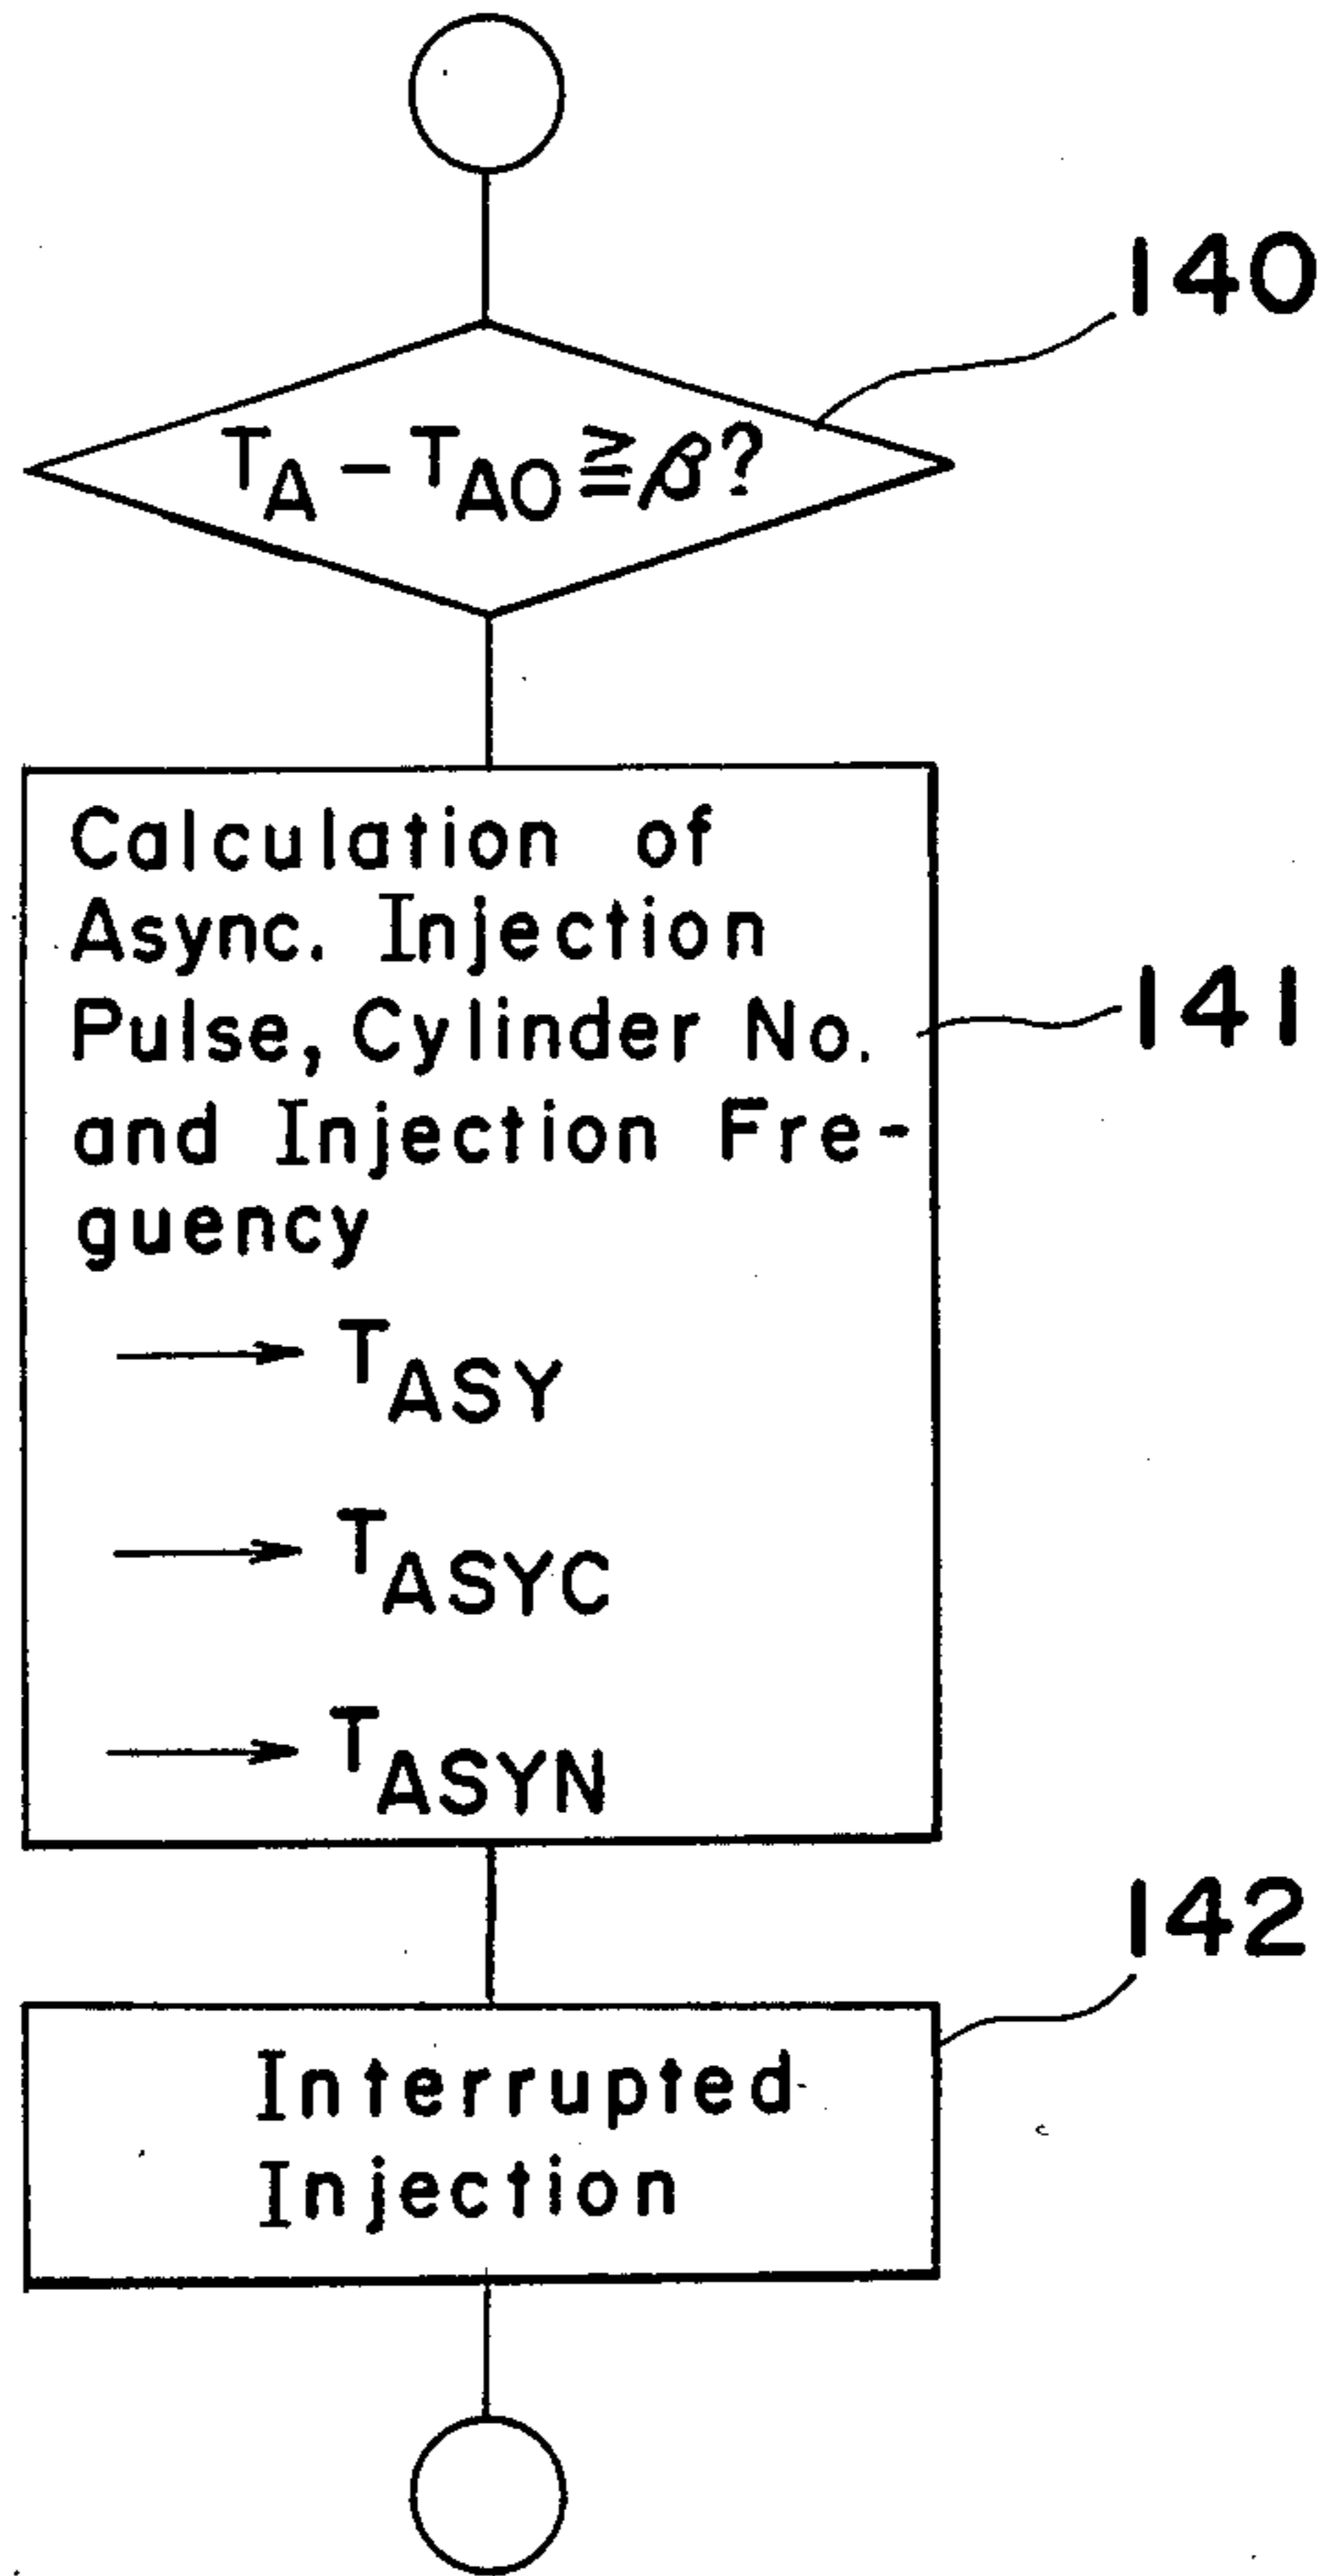 140
T_A - T_AO ≧ β?
Calculation of
Async. Injection
Pulse, Cylinder No.
and Injection Fre-
guency
141
→ T_ASY
→ T_ASYC
→ T_ASYN
142
Interrupted
Injection